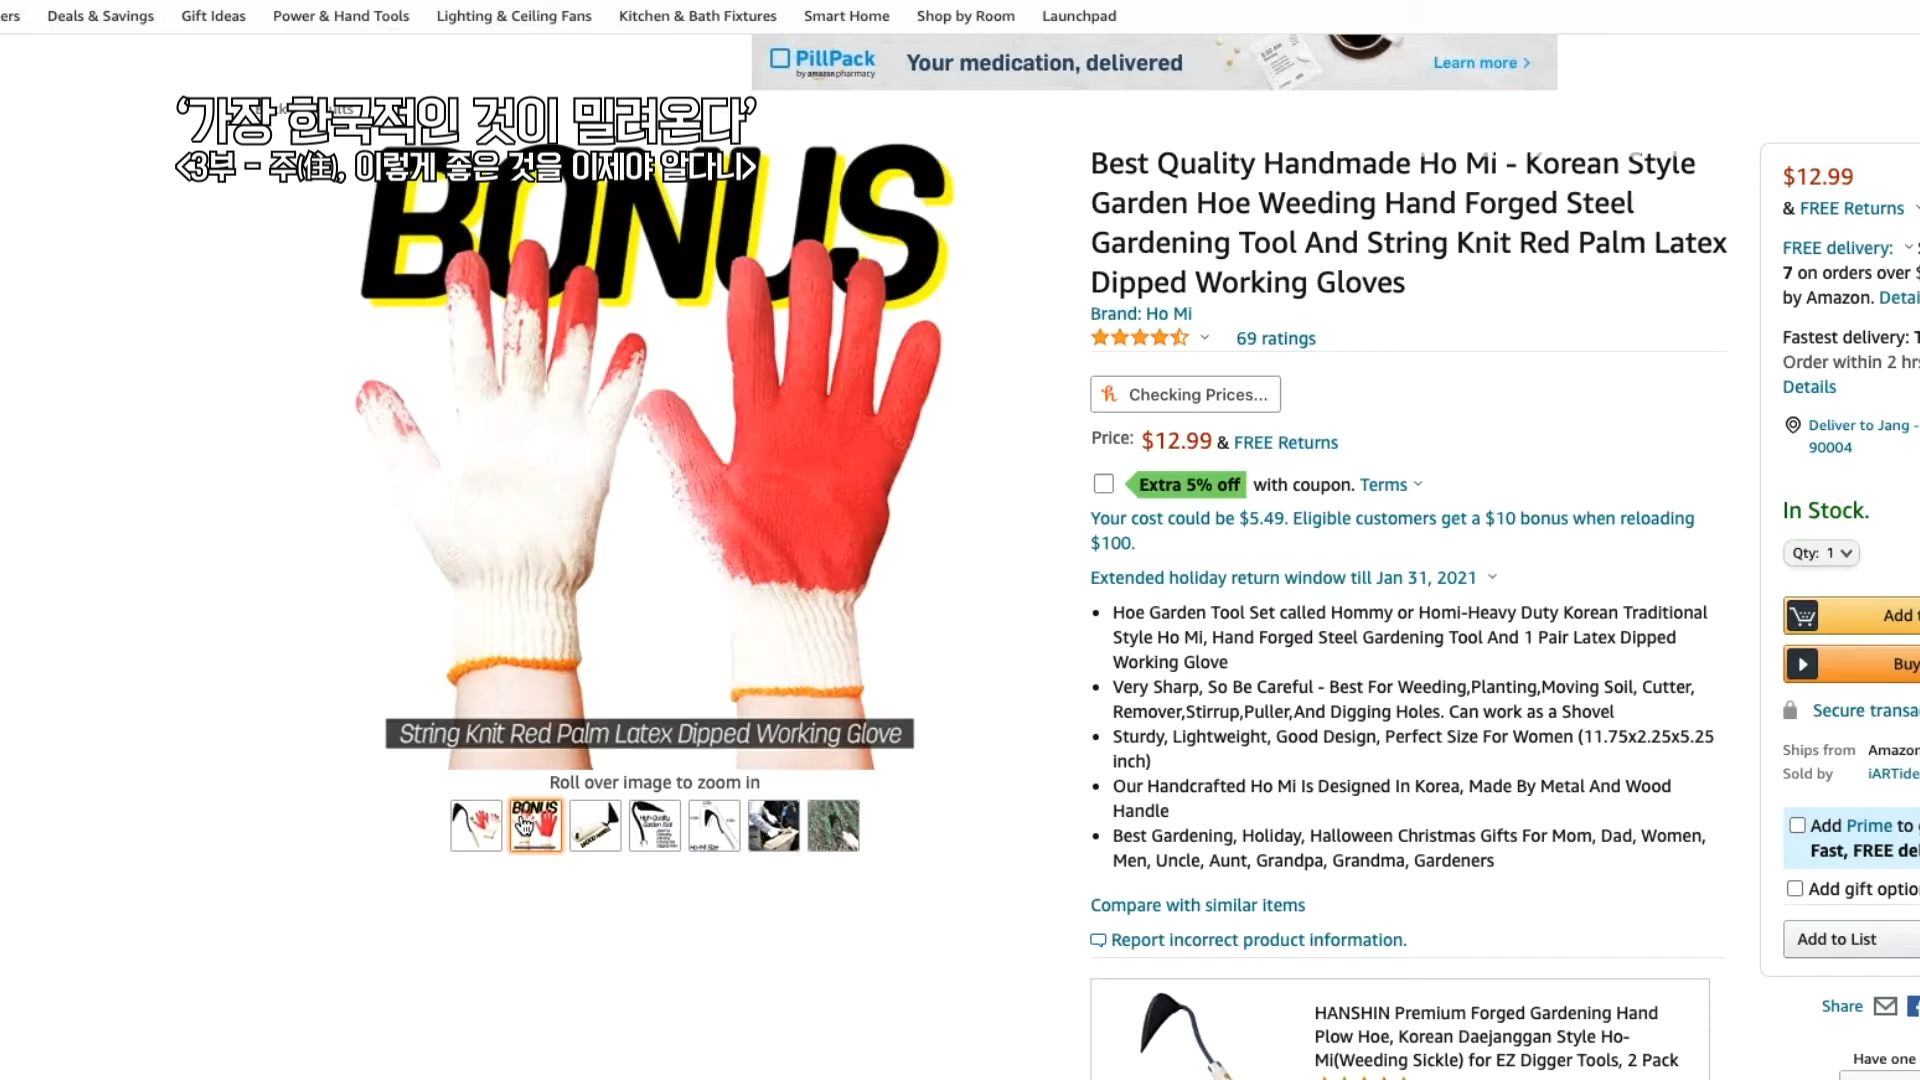 Deals & Savings
Gift Ideas
Power & Hand Tools
Lighting & Ceiling Fans
Kitchen & Bath Fixtures
Smart Home
Shop by Room
Launchpad
PillPack
by amazon pharmacy
Your medication, delivered
Learn more
‘가장 한국적인 것이 밀려온다’
<3부 - 주(住), 이렇게 좋은 것을 이제야 알다니>
BONUS
String Knit Red Palm Latex Dipped Working Glove
Roll over image to zoom in
BONUS
Best Quality Handmade Ho Mi - Korean Style
Garden Hoe Weeding Hand Forged Steel
Gardening Tool And String Knit Red Palm Latex
Dipped Working Gloves
Brand: Ho Mi
69 ratings
Checking Prices...
Price: $12.99 & FREE Returns
Extra 5% off with coupon. Terms
Your cost could be $5.49. Eligible customers get a $10 bonus when reloading
$100.
Extended holiday return window till Jan 31, 2021
Hoe Garden Tool Set called Hommy or Homi-Heavy Duty Korean Traditional
Style Ho Mi, Hand Forged Steel Gardening Tool And 1 Pair Latex Dipped
Working Glove
Very Sharp, So Be Careful - Best For Weeding,Planting,Moving Soil, Cutter,
Remover,Stirrup,Puller,And Digging Holes. Can work as a Shovel
Sturdy, Lightweight, Good Design, Perfect Size For Women (11.75x2.25x5.25
inch)
Our Handcrafted Ho Mi Is Designed In Korea, Made By Metal And Wood
Handle
Best Gardening, Holiday, Halloween Christmas Gifts For Mom, Dad, Women,
Men, Uncle, Aunt, Grandpa, Grandma, Gardeners
Compare with similar items
Report incorrect product information.
HANSHIN Premium Forged Gardening Hand
Plow Hoe, Korean Daejanggan Style Ho-
Mi(Weeding Sickle) for EZ Digger Tools, 2 Pack
$12.99
& FREE Returns
FREE delivery:
7 on orders over
by Amazon.
Fastest delivery:
Order within 2
Details
Deliver to Jang -
90004
In Stock.
Qty: 1
Add
Buy
Secure
Ships from
Sold by
Add Prime to
Fast, FREE
Add gift
Add to List
Share
Have one